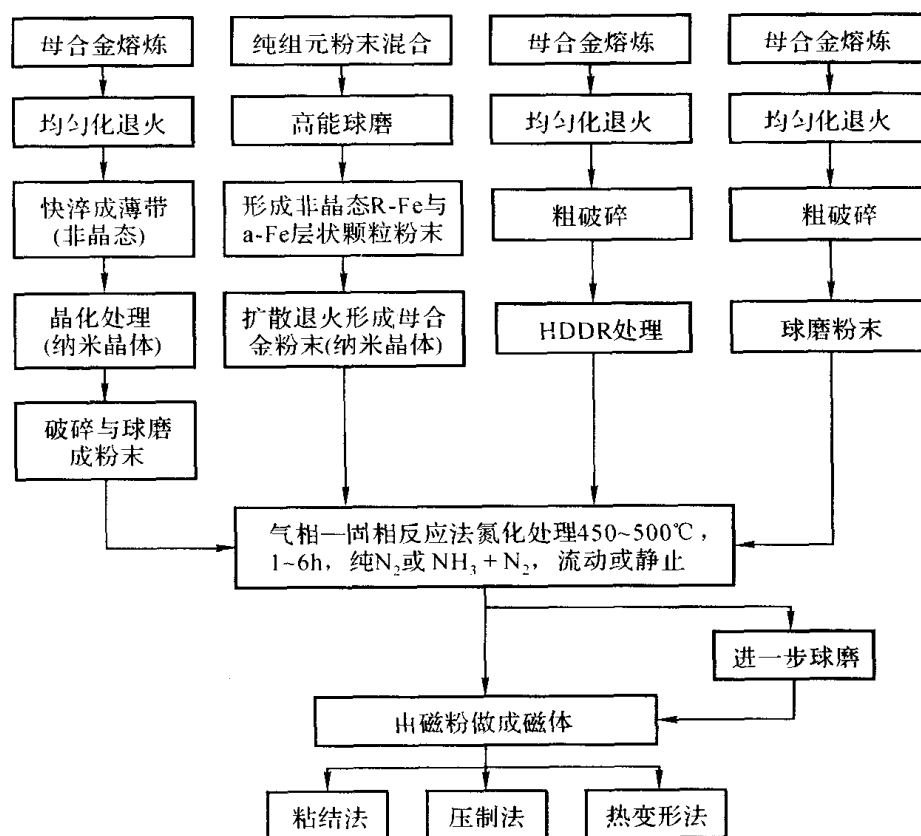 母合金熔炼
纯组元粉末混合
母合金熔炼
母合金熔炼
均匀化退火
高能球磨
均匀化退火
均匀化退火
快淬成薄带
(非晶态)
形成非晶态R-Fe与
a-Fe层状颗粒粉末
粗破碎
粗破碎
晶化处理
(纳米晶体)
扩散退火形成母合
金粉末(纳米晶体)
HDDR处理
球磨粉末
破碎与球磨
成粉末
气相—固相反应法氮化处理450~500℃，
1~6h，纯N₂或NH₃+N₂，流动或静止
进一步球磨
由磁粉做成磁体
粘结法
压制法
热变形法